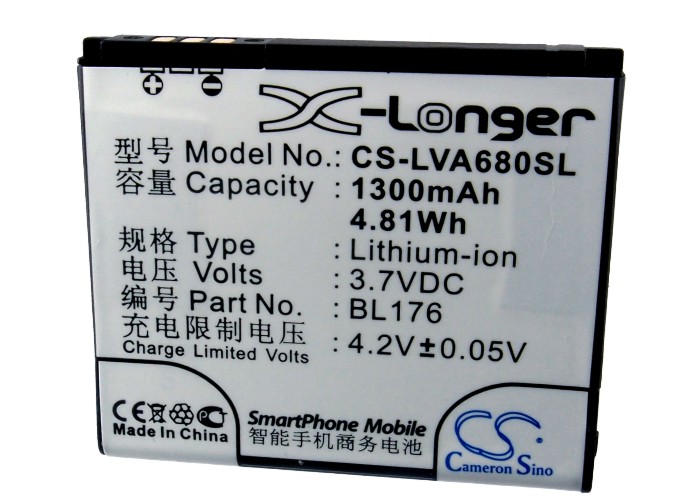 X-Longer
型号 Model No.: CS-LVA680SL
容量 Capacity : 1300mAh
4.81Wh
规格 Type : Lithium-ion
电压 Volts : 3.7VDC
编号 Part No. : BL176
充电限制电压 : 4.2V±0.05V
Charge Limited Volts
CE
Made In China
SmartPhone Mobile
智能手机商务电池
CS
Cameron Sino